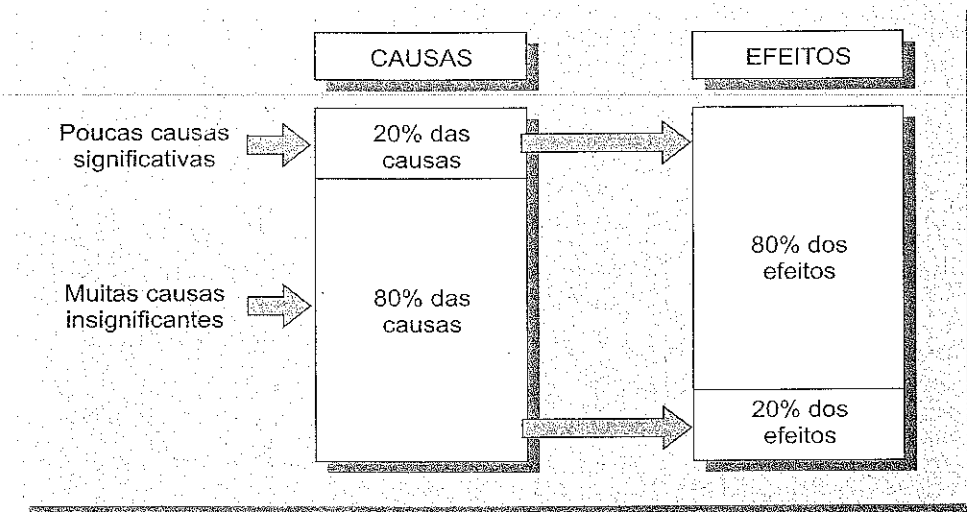 CAUSAS
EFEITOS
Poucas causas
significativas
20% das
causas
80% dos
efeitos
Muitas causas
insignificantes
80% das
causas
20% dos
efeitos